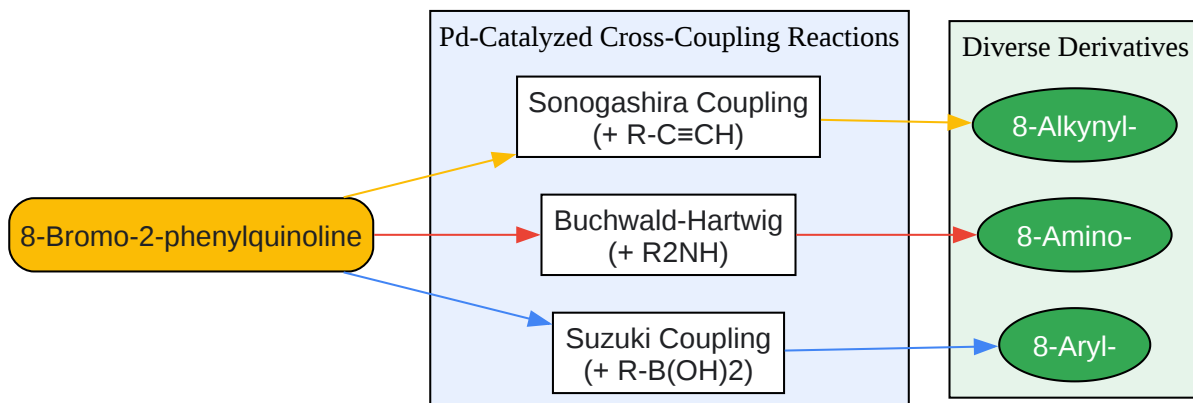 Pd-Catalyzed Cross-Coupling Reactions
Diverse Derivatives
Sonogashira Coupling
(+ R-C≡CH)
8-Alkynyl-
8-Bromo-2-phenylquinoline
Buchwald-Hartwig
(+ R2NH)
8-Amino-
Suzuki Coupling
(+ R-B(OH)2)
8-Aryl-